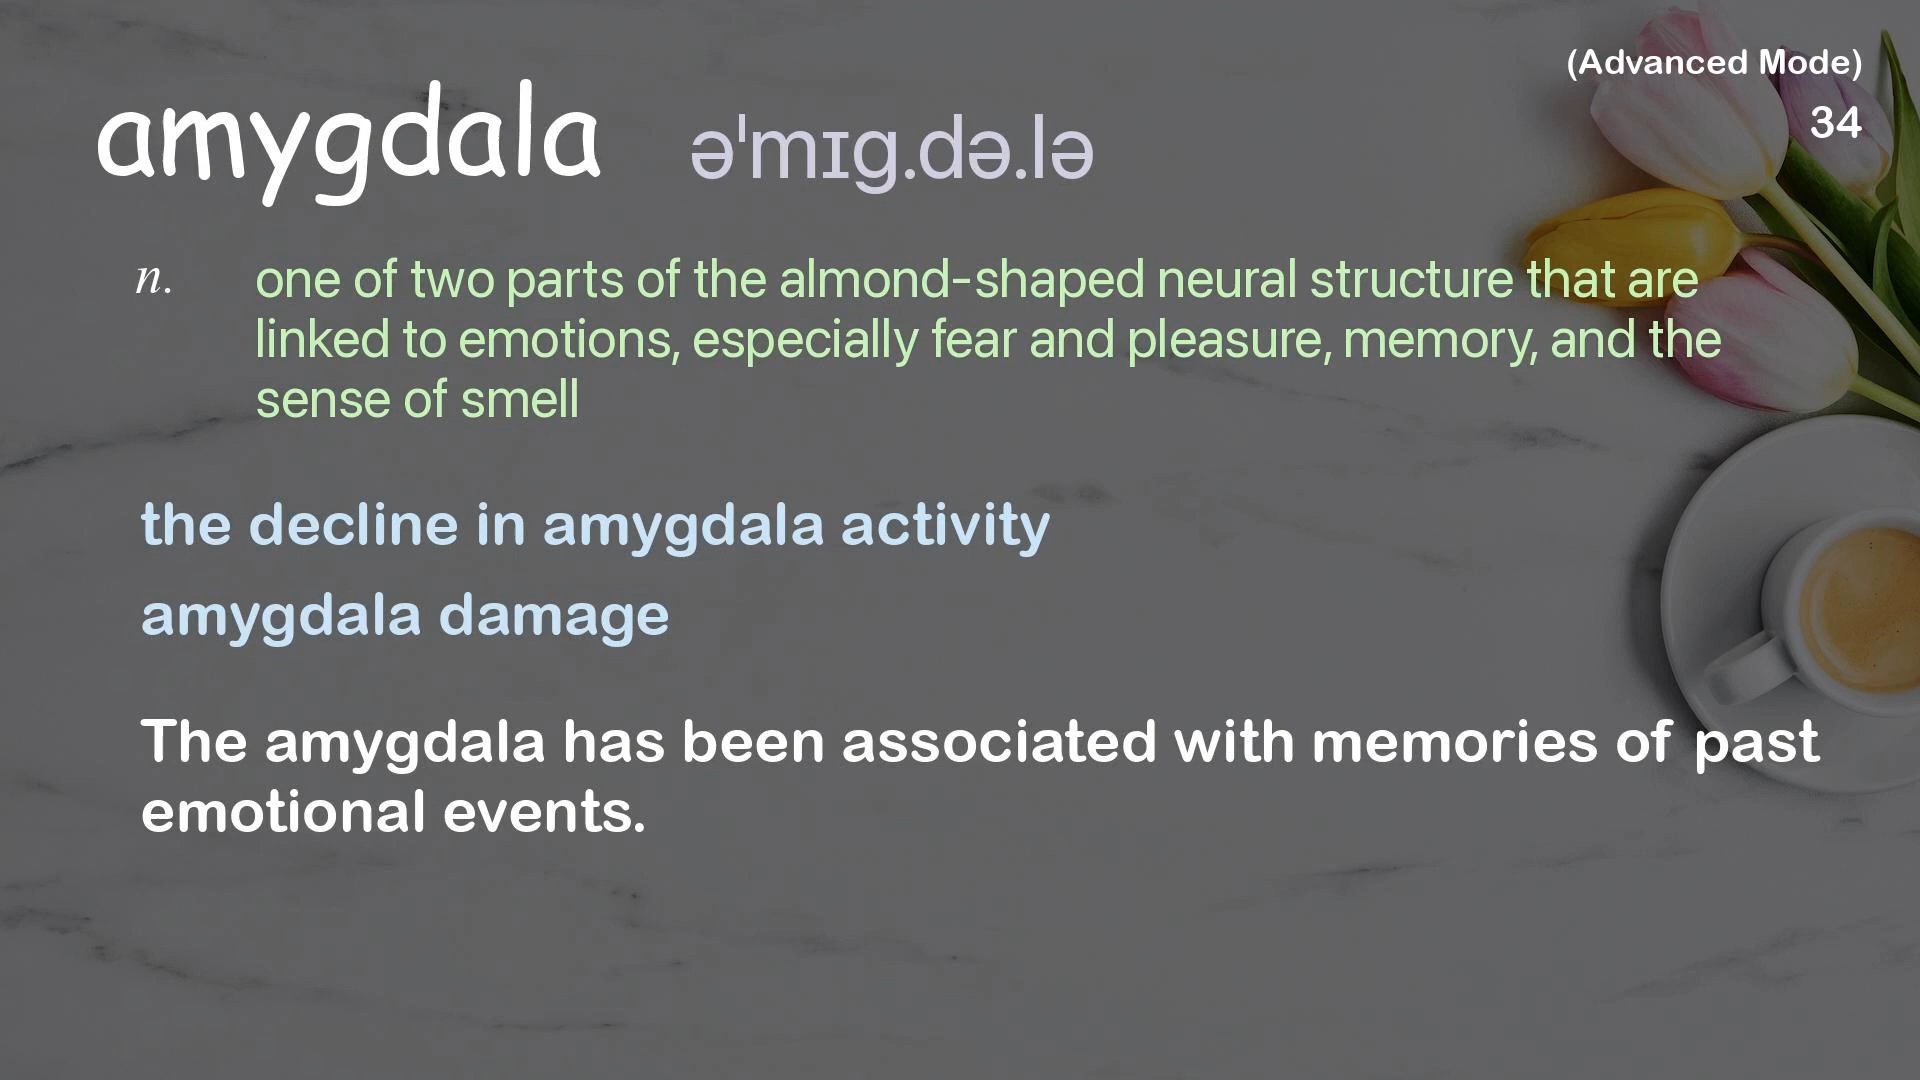 (Advanced Mode)
34
amygdala əˈmɪg.də.lə
n. one of two parts of the almond-shaped neural structure that are
linked to emotions, especially fear and pleasure, memory, and the
sense of smell
the decline in amygdala activity
amygdala damage
The amygdala has been associated with memories of past
emotional events.